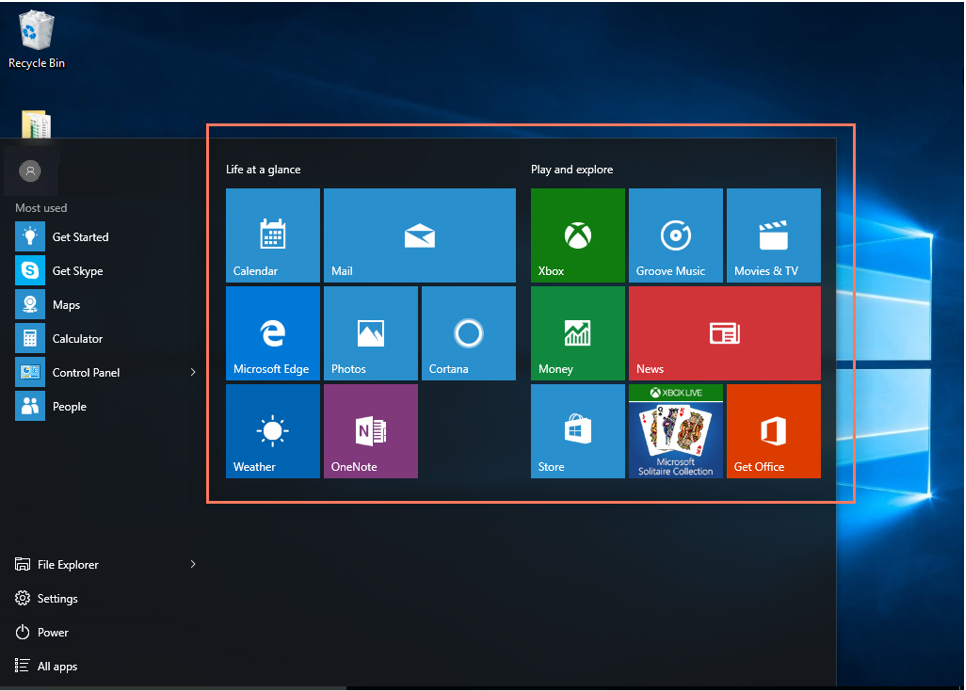 Recycle Bin
Most used
Get Started
Get Skype
Maps
Calculator
Control Panel
People
File Explorer
Settings
Power
All apps
Life at a glance
Calendar
Mail
Microsoft Edge
Photos
Cortana
Weather
OneNote
Play and explore
Xbox
Groove Music
Movies & TV
Money
News
Store
XBOX LIVE
Microsoft
Solitaire Collection
Get Office